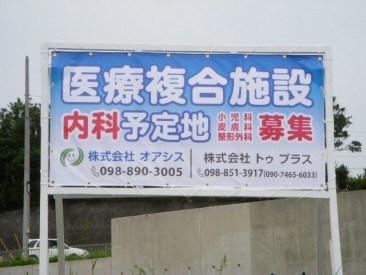 医療複合施設
内科予定地 小児科 皮膚科 整形外科 募集
株式会社 オアシス 株式会社 トゥ プラス
098-890-3005 098-851-3917(090-7465-6033)